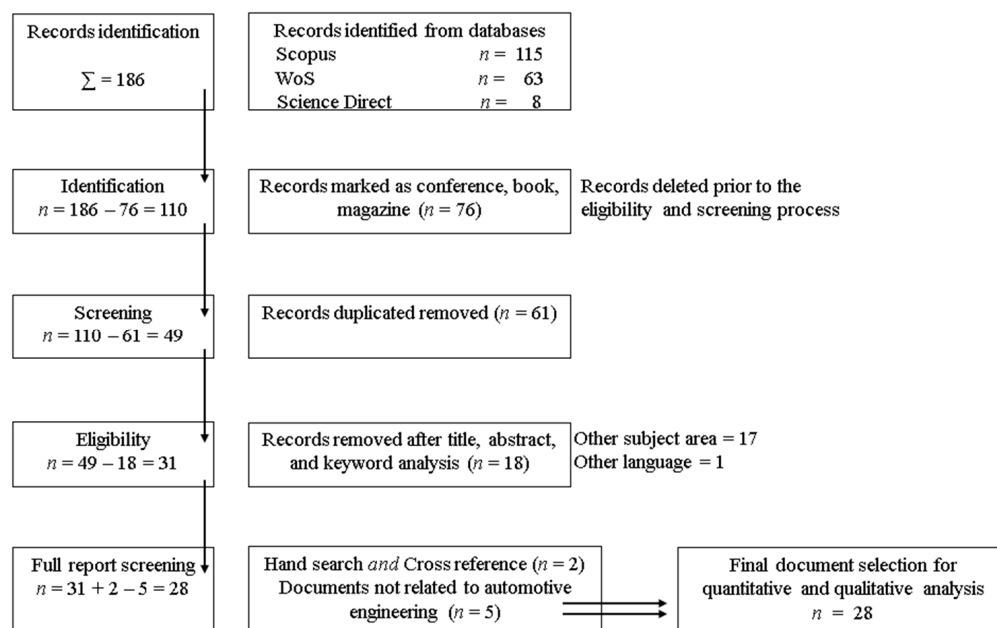 Records identification
∑ = 186
Records identified from databases
Scopus n = 115
WoS n = 63
Science Direct n = 8
Identification
n = 186 – 76 = 110
Records marked as conference, book,
magazine (n = 76)
Records deleted prior to the
eligibility and screening process
Screening
n = 110 – 61 = 49
Records duplicated removed (n = 61)
Eligibility
n = 49 – 18 = 31
Records removed after title, abstract,
and keyword analysis (n = 18)
Other subject area = 17
Other language = 1
Full report screening
n = 31 + 2 – 5 = 28
Hand search and Cross reference (n = 2)
Documents not related to automotive
engineering (n = 5)
Final document selection for
quantitative and qualitative analysis
n = 28